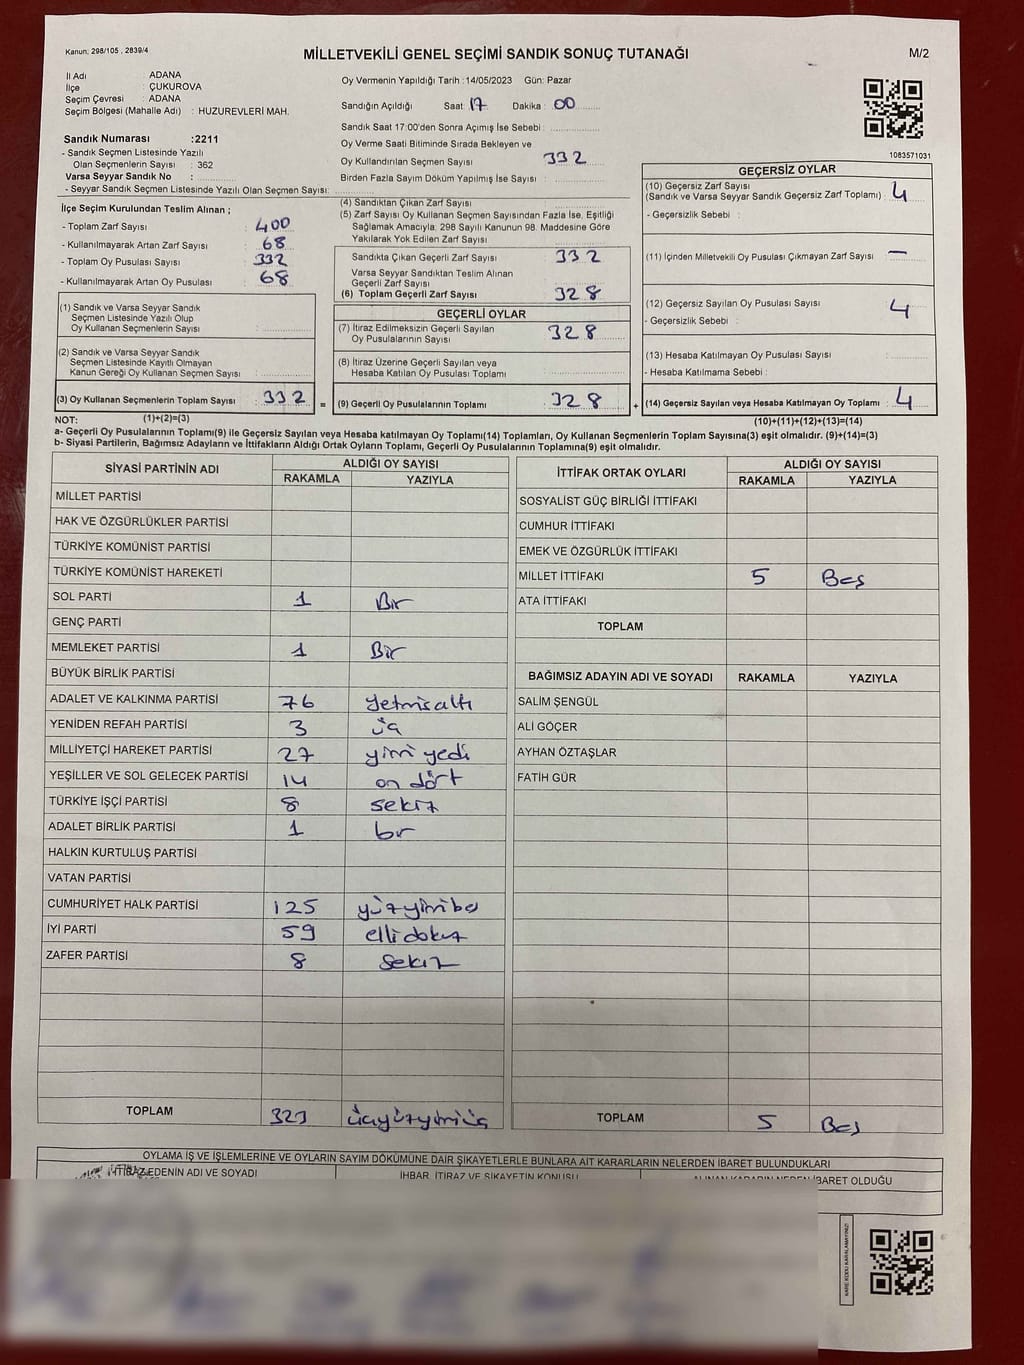 Kanun: 298/105 , 2839/4
MİLLETVEKİLİ GENEL SEÇİMİ SANDIK SONUÇ TUTANAĞI
M/2
İl Adı ADANA
İlçe : ÇUKUROVA
Seçim Çevresi : ADANA
Seçim Bölgesi (Mahalle Adı) : HUZUREVLERİ MAH.
Sandık Numarası :2211
- Sandık Seçmen Listesinde Yazılı
Olan Seçmenlerin Sayısı : 362
Varsa Seyyar Sandık No :
- Seyyar Sandık Seçmen Listesinde Yazılı Olan Seçmen Sayısı:
Oy Vermenin Yapıldığı Tarih :14/05/2023 Gün: Pazar
Sandığın Açıldığı Saat : 17 Dakika : 00
Sandık Saat 17:00'den Sonra Açımış İse Sebebi :
Oy Verme Saati Bitiminde Sırada Bekleyen ve
Oy Kullandırılan Seçmen Sayısı : 332
Birden Fazla Sayım Döküm Yapılmış İse Sayısı :
1083571031
İlçe Seçim Kurulundan Teslim Alınan ;
- Toplam Zarf Sayısı : 400
- Kullanılmayarak Artan Zarf Sayısı : 68
- Toplam Oy Pusulası Sayısı : 332
- Kullanılmayarak Artan Oy Pusulası : 68
(1) Sandık ve Varsa Seyyar Sandık
Seçmen Listesinde Yazılı Olup
Oy Kullanan Seçmenlerin Sayısı :
(2) Sandık ve Varsa Seyyar Sandık
Seçmen Listesinde Kayıtlı Olmayan
Kanun Gereği Oy Kullanan Seçmen Sayısı :
(3) Oy Kullanan Seçmenlerin Toplam Sayısı : 332
(1)+(2)=(3)
(4) Sandıktan Çıkan Zarf Sayısı :
(5) Zarf Sayısı Oy Kullanan Seçmen Sayısından Fazla İse, Eşitliği
Sağlamak Amacıyla, 298 Sayılı Kanunun 98. Maddesine Göre
Yakılarak Yok Edilen Zarf Sayısı :
Sandıkta Çıkan Geçerli Zarf Sayısı : 332
Varsa Seyyar Sandıktan Teslim Alınan
Geçerli Zarf Sayısı :
(6) Toplam Geçerli Zarf Sayısı : 328
GEÇERLİ OYLAR
(7) İtiraz Edilmeksizin Geçerli Sayılan
Oy Pusulalarının Sayısı : 328
(8) İtiraz Üzerine Geçerli Sayılan veya
Hesaba Katılan Oy Pusulası Toplamı :
= (9) Geçerli Oy Pusulalarının Toplamı : 328
GEÇERSİZ OYLAR
(10) Geçersiz Zarf Sayısı
(Sandık ve Varsa Seyyar Sandık Geçersiz Zarf Toplamı) : 4
- Geçersizlik Sebebi :
(11) İçinden Milletvekili Oy Pusulası Çıkmayan Zarf Sayısı : —
(12) Geçersiz Sayılan Oy Pusulası Sayısı : 4
- Geçersizlik Sebebi :
(13) Hesaba Katılmayan Oy Pusulası Sayısı :
- Hesaba Katılmama Sebebi :
+ (14) Geçersiz Sayılan veya Hesaba Katılmayan Oy Toplamı : 4
(10)+(11)+(12)+(13)=(14)
NOT:
a- Geçerli Oy Pusulalarının Toplamı(9) ile Geçersiz Sayılan veya Hesaba katılmayan Oy Toplamı(14) Toplamları, Oy Kullanan Seçmenlerin Toplam Sayısına(3) eşit olmalıdır. (9)+(14)=(3)
b- Siyasi Partilerin, Bağımsız Adayların ve İttifakların Aldığı Ortak Oyların Toplamı, Geçerli Oy Pusulalarının Toplamına(9) eşit olmalıdır.
SİYASİ PARTİNİN ADI ALDIĞI OY SAYISI
RAKAMLA YAZIYLA
MİLLET PARTİSİ
HAK VE ÖZGÜRLÜKLER PARTİSİ
TÜRKİYE KOMÜNİST PARTİSİ
TÜRKİYE KOMÜNİST HAREKETİ
SOL PARTİ 1 Bir
GENÇ PARTİ
MEMLEKET PARTİSİ 1 Bir
BÜYÜK BİRLİK PARTİSİ
ADALET VE KALKINMA PARTİSİ 76 Yetmişaltı
YENİDEN REFAH PARTİSİ 3 üç
MİLLİYETÇİ HAREKET PARTİSİ 27 yirmi yedi
YEŞİLLER VE SOL GELECEK PARTİSİ 14 on dört
TÜRKİYE İŞÇİ PARTİSİ 8 sekiz
ADALET BİRLİK PARTİSİ 1 bir
HALKIN KURTULUŞ PARTİSİ
VATAN PARTİSİ
CUMHURİYET HALK PARTİSİ 125 yüzyirmibeş
İYİ PARTİ 59 ellidokuz
ZAFER PARTİSİ 8 Sekiz
TOPLAM 323 üçyüzyirmiüç
İTTİFAK ORTAK OYLARI ALDIĞI OY SAYISI
RAKAMLA YAZIYLA
SOSYALİST GÜÇ BİRLİĞİ İTTİFAKI
CUMHUR İTTİFAKI
EMEK VE ÖZGÜRLÜK İTTİFAKI
MİLLET İTTİFAKI 5 Beş
ATA İTTİFAKI
TOPLAM
BAĞIMSIZ ADAYIN ADI VE SOYADI RAKAMLA YAZIYLA
SALİM ŞENGÜL
ALİ GÖÇER
AYHAN ÖZTAŞLAR
FATİH GÜR
TOPLAM 5 Beş
OYLAMA İŞ VE İŞLEMLERİNE VE OYLARIN SAYIM DÖKÜMÜNE DAİR ŞİKAYETLERLE BUNLARA AİT KARARLARIN NELERDEN İBARET BULUNDUKLARI
İTİRAZ EDENİN ADI VE SOYADI İHBAR, İTİRAZ VE ŞİKAYETİN KONUSU ALINAN KARARIN NEDEN İBARET OLDUĞU
KARE KODU KARALAMAYINIZ!